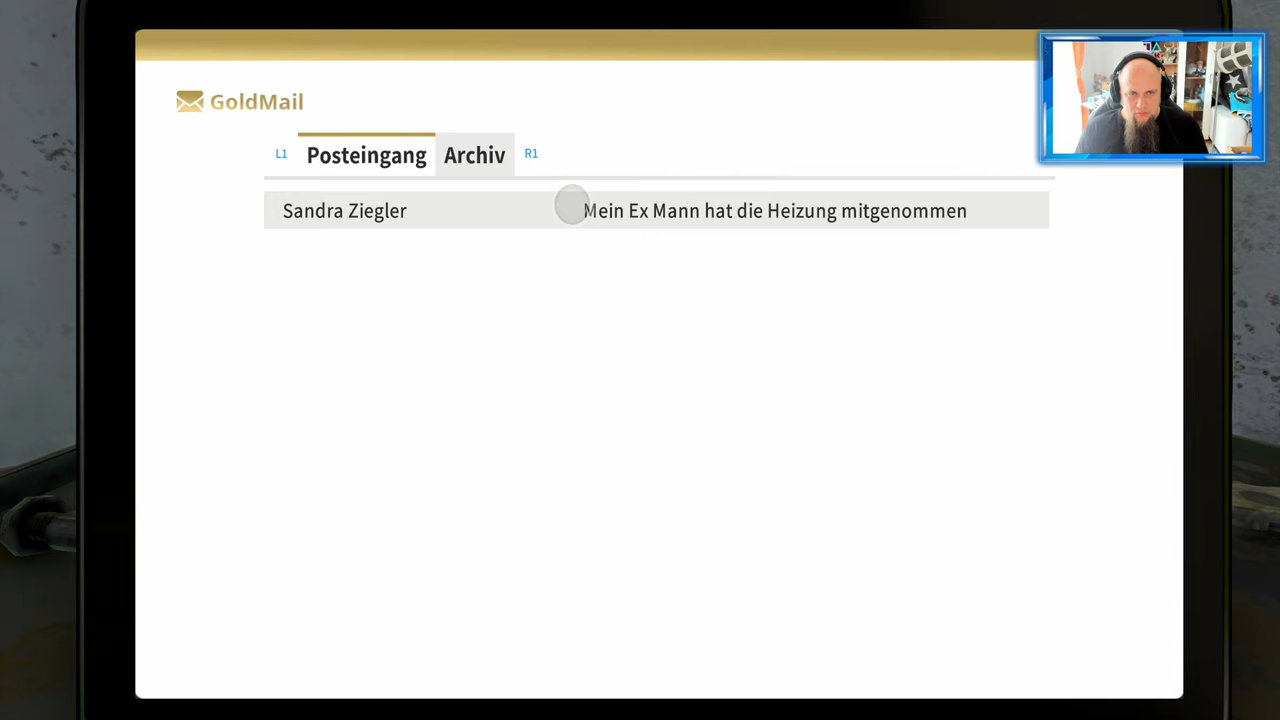 GoldMail
L1 Posteingang Archiv R1
Sandra Ziegler Mein Ex Mann hat die Heizung mitgenommen